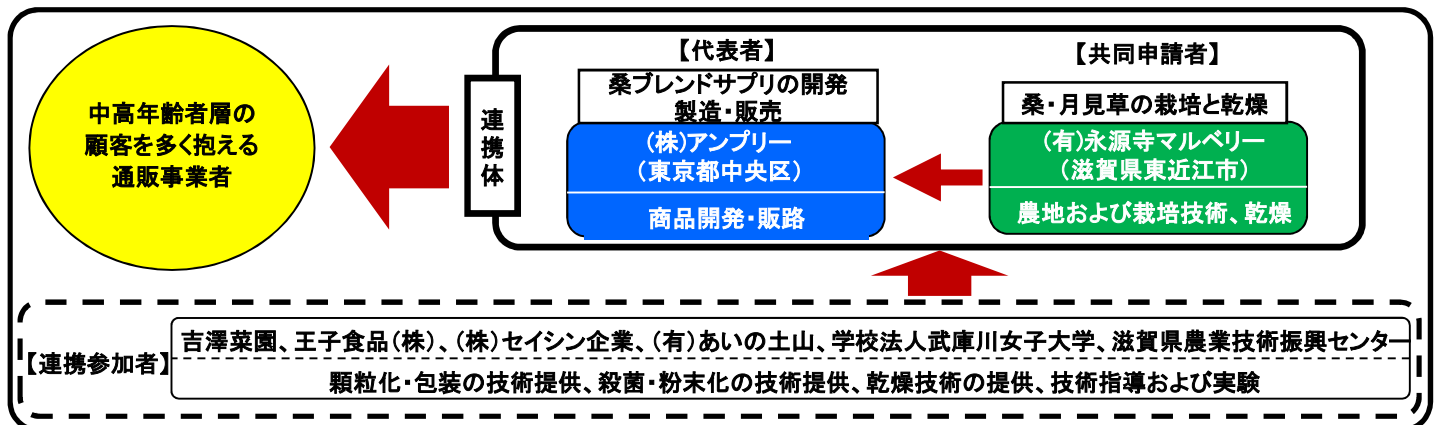 中高年齢者層の
顧客を多く抱える
通販事業者
連
携
体
【代表者】
桑ブレンドサプリの開発
製造・販売
(株)アンプリー
(東京都中央区)
商品開発・販路
【共同申請者】
桑・月見草の栽培と乾燥
(有)永源寺マルベリー
(滋賀県東近江市)
農地および栽培技術、乾燥
【連携参加者】
吉澤菜園、王子食品(株)、(株)セイシン企業、(有)あいの土山、学校法人武庫川女子大学、滋賀県農業技術振興センター
顆粒化・包装の技術提供、殺菌・粉末化の技術提供、乾燥技術の提供、技術指導および実験